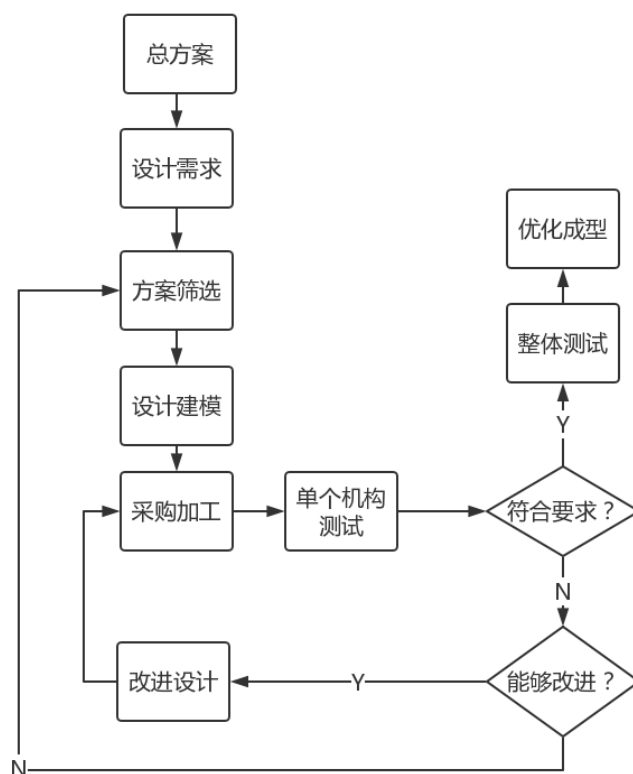 总方案
设计需求
方案筛选
设计建模
采购加工
单个机构
测试
符合要求？
Y
整体测试
优化成型
N
能够改进？
Y
改进设计
N